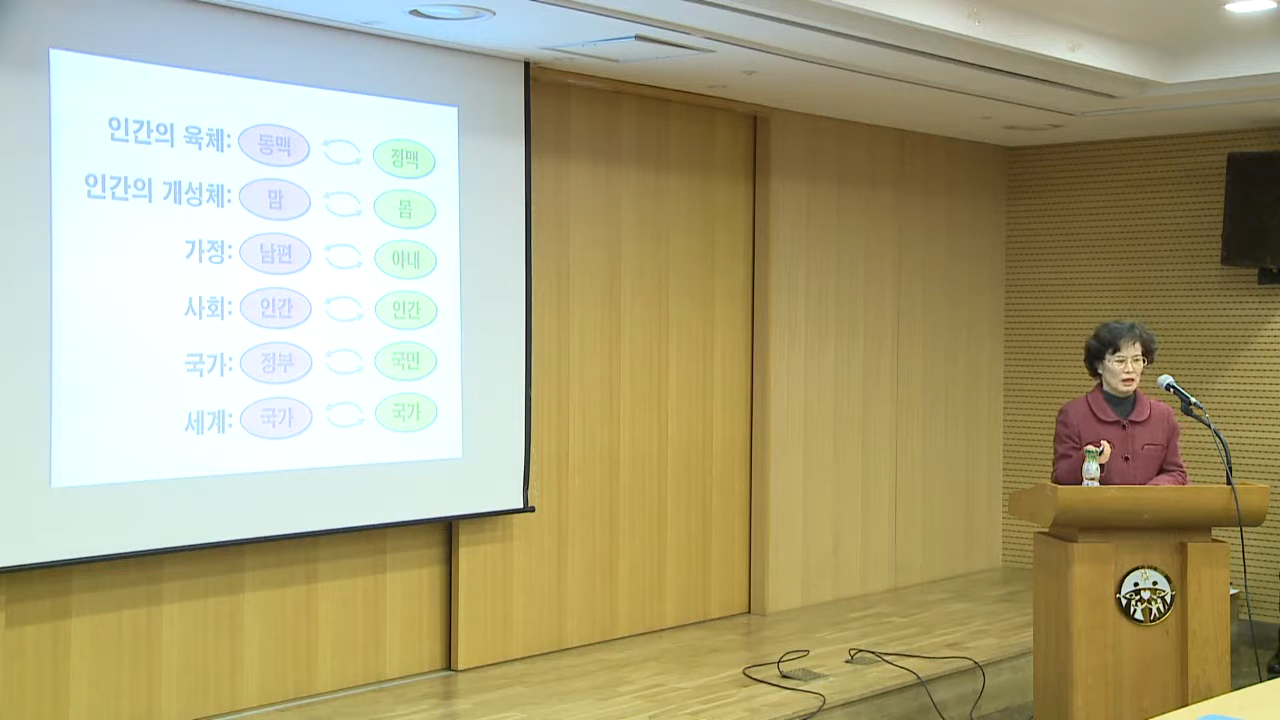 인간의 육체: 동맥 정맥
인간의 개성체: 맘 몸
가정: 남편 아내
사회: 인간 인간
국가: 정부 국민
세계: 국가 국가